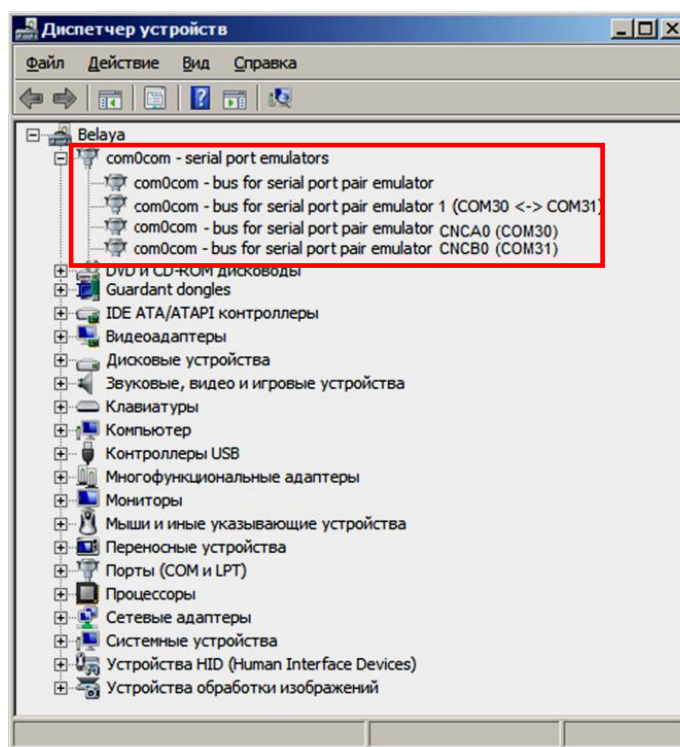 Диспетчер устройств
Файл Действие Вид Справка
Belaya
com0com - serial port emulators
com0com - bus for serial port pair emulator
com0com - bus for serial port pair emulator 1 (COM30 <-> COM31)
com0com - bus for serial port pair emulator CNCA0 (COM30)
com0com - bus for serial port pair emulator CNCB0 (COM31)
DVD и CD-ROM дисководы
Guardant dongles
IDE ATA/ATAPI контроллеры
Видеоадаптеры
Дисковые устройства
Звуковые, видео и игровые устройства
Клавиатуры
Компьютер
Контроллеры USB
Многофункциональные адаптеры
Мониторы
Мыши и иные указывающие устройства
Переносные устройства
Порты (COM и LPT)
Процессоры
Сетевые адаптеры
Системные устройства
Устройства HID (Human Interface Devices)
Устройства обработки изображений